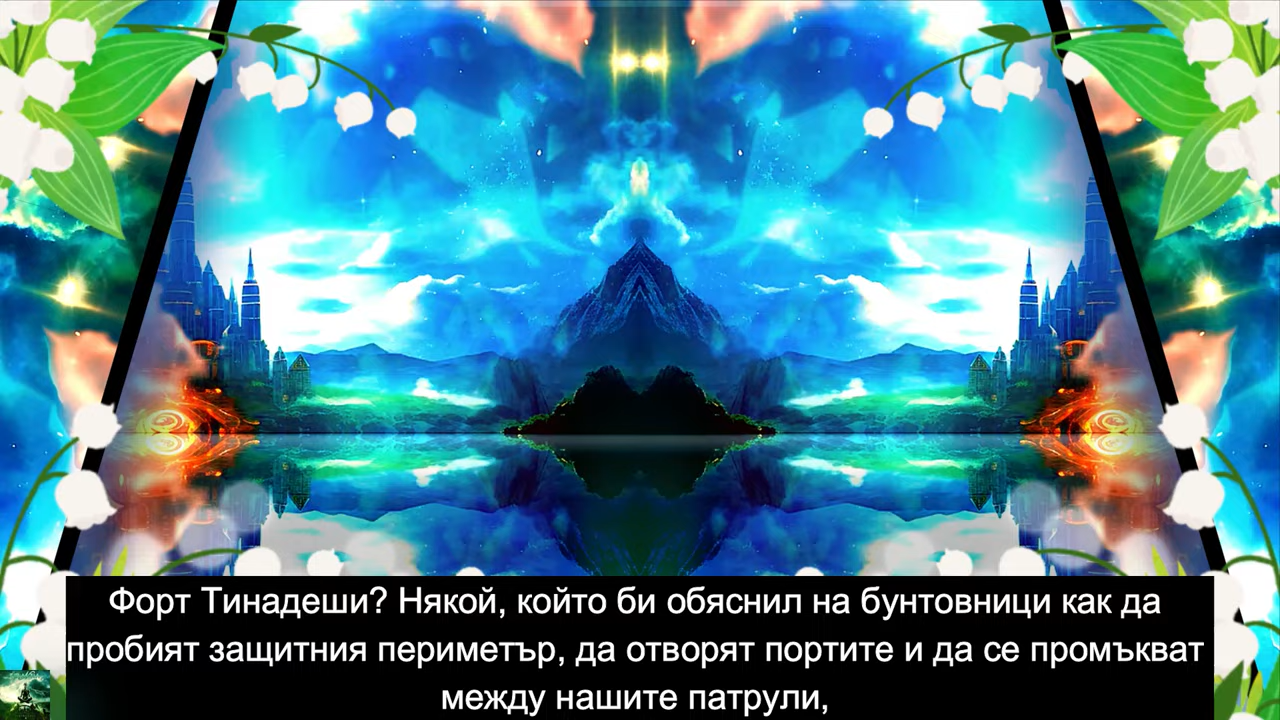 Форт Тинадеши? Някой, който би обяснил на бунтовници как да
пробият защитния периметър, да отворят портите и да се промъкват
между нашите патрули,